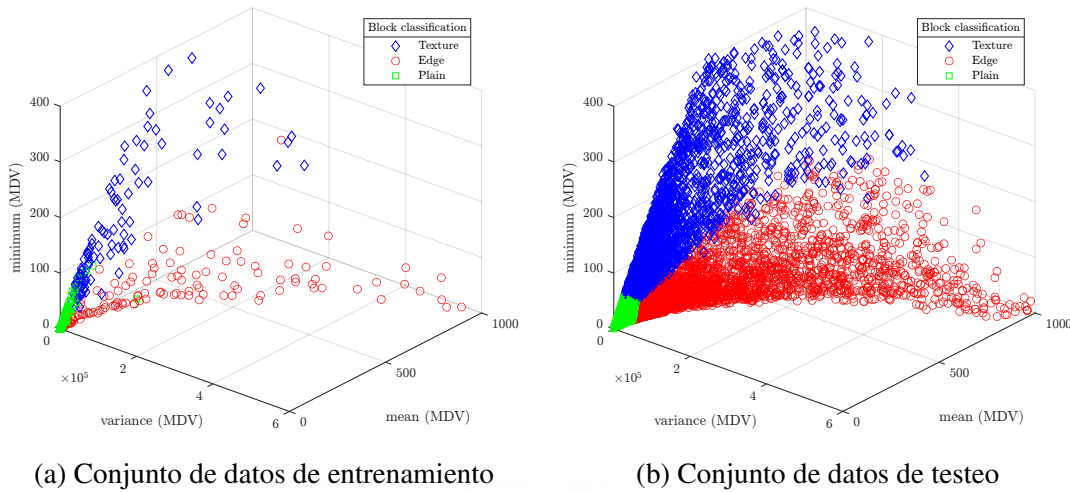 Block classification
Texture
Edge
Plain
400
300
200
100
0
minimum (MDV)
0
×10⁵
2
4
6
variance (MDV)
0
500
1000
mean (MDV)
(a) Conjunto de datos de entrenamiento
Block classification
Texture
Edge
Plain
400
300
200
100
0
minimum (MDV)
0
×10⁵
2
4
6
variance (MDV)
0
500
1000
mean (MDV)
(b) Conjunto de datos de testeo